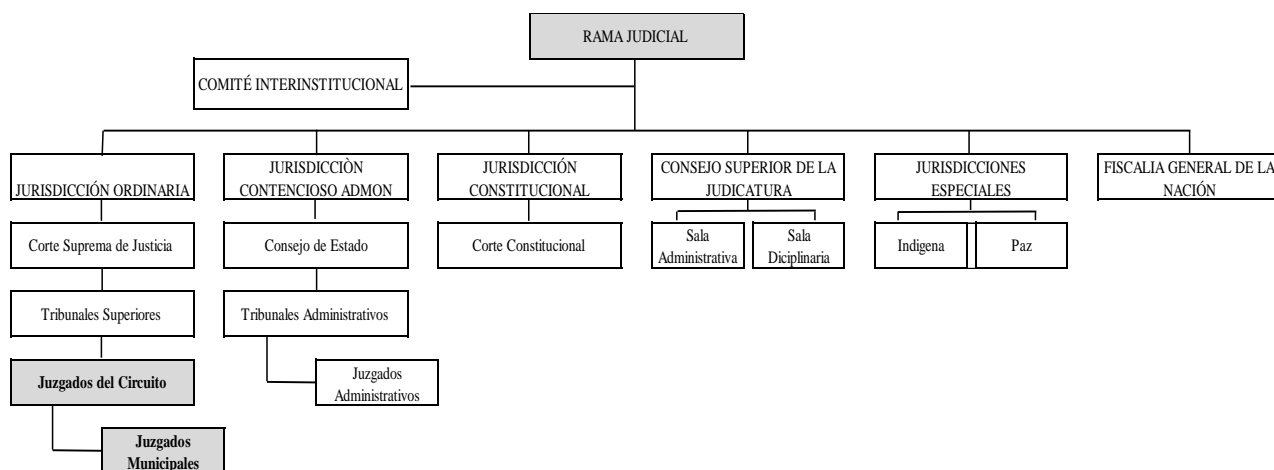 RAMA JUDICIAL
COMITÉ INTERINSTITUCIONAL
JURISDICCIÓN ORDINARIA
JURISDICCIÒN
CONTENCIOSO ADMON
JURISDICCIÓN
CONSTITUCIONAL
CONSEJO SUPERIOR DE LA
JUDICATURA
JURISDICCIONES
ESPECIALES
FISCALIA GENERAL DE LA
NACIÓN
Corte Suprema de Justicia
Consejo de Estado
Corte Constitucional
Sala
Administrativa
Sala
Diciplinaria
Indigena
Paz
Tribunales Superiores
Tribunales Administrativos
Juzgados del Circuito
Juzgados
Administrativos
Juzgados
Municipales